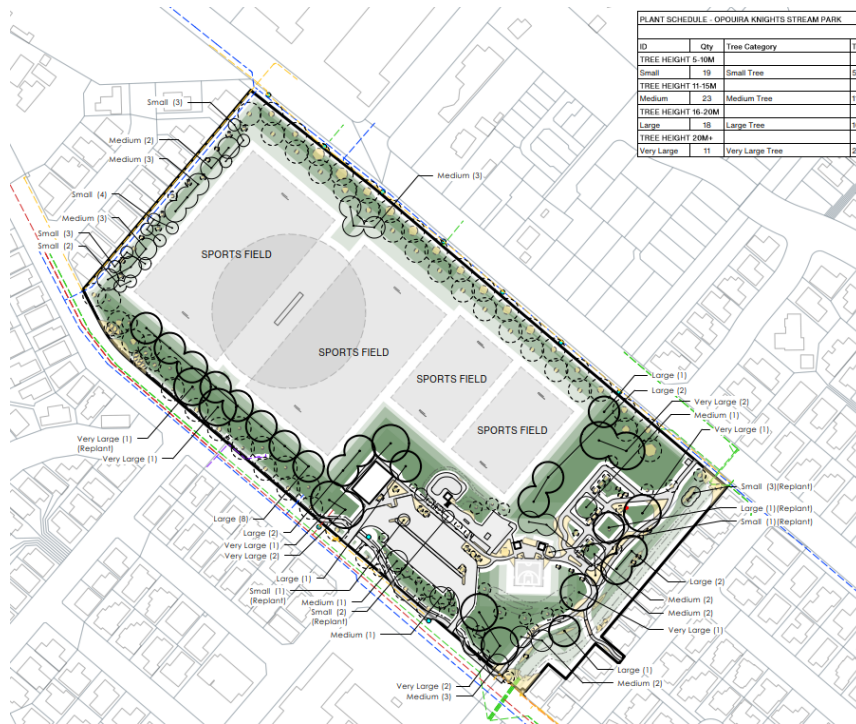 PLANT SCHEDULE - OPOUIRA KNIGHTS STREAM PARK
ID Qty Tree Category
TREE HEIGHT 5-10M
Small 19 Small Tree
TREE HEIGHT 11-15M
Medium 23 Medium Tree
TREE HEIGHT 16-20M
Large 18 Large Tree
TREE HEIGHT 20M+
Very Large 11 Very Large Tree
Small (3)
Medium (2)
Medium (3)
Small (4)
Medium (3)
Small (3)
Small (2)
Medium (3)
SPORTS FIELD
SPORTS FIELD
SPORTS FIELD
SPORTS FIELD
Large (1)
Large (2)
Very Large (2)
Medium (1)
Very Large (1)
Very Large (1)
(Replant)
Very Large (1)
Small (3)(Replant)
Large (1)(Replant)
Small (1)(Replant)
Large (8)
Large (2)
Very Large (1)
Very Large (2)
Large (1)
Small (1)
(Replant)
Medium (1)
Small (2)
(Replant)
Medium (1)
Large (2)
Medium (2)
Medium (2)
Very Large (1)
Large (1)
Medium (2)
Very Large (2)
Medium (3)